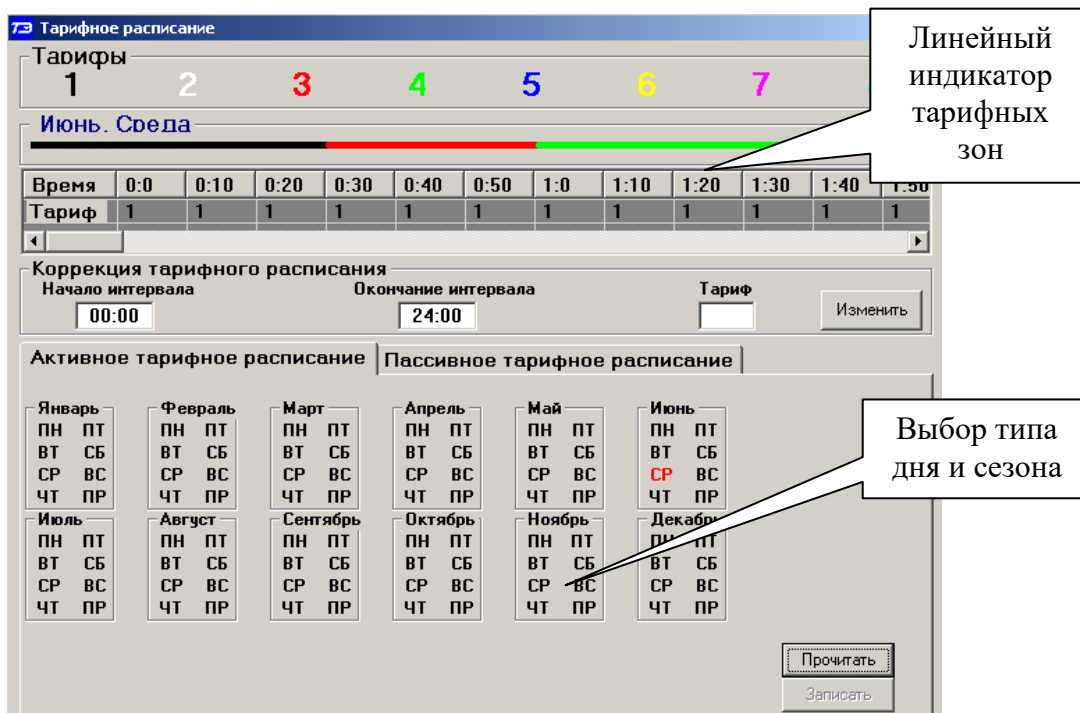 ТЭ Тарифное расписание
Тарифы
1 2 3 4 5 6 7
Июнь. Среда
Время 0:0 0:10 0:20 0:30 0:40 0:50 1:0 1:10 1:20 1:30 1:40 1:50
Тариф 1 1 1 1 1 1 1 1 1 1 1 1
Коррекция тарифного расписания
Начало интервала Окончание интервала Тариф
00:00 24:00 Изменить
Активное тарифное расписание Пассивное тарифное расписание
Январь Февраль Март Апрель Май Июнь
ПН ПТ ПН ПТ ПН ПТ ПН ПТ ПН ПТ ПН ПТ
ВТ СБ ВТ СБ ВТ СБ ВТ СБ ВТ СБ ВТ СБ
СР ВС СР ВС СР ВС СР ВС СР ВС СР ВС
ЧТ ПР ЧТ ПР ЧТ ПР ЧТ ПР ЧТ ПР ЧТ ПР
Июль Август Сентябрь Октябрь Ноябрь Декабрь
ПН ПТ ПН ПТ ПН ПТ ПН ПТ ПН ПТ ПН ПТ
ВТ СБ ВТ СБ ВТ СБ ВТ СБ ВТ СБ ВТ СБ
СР ВС СР ВС СР ВС СР ВС СР ВС СР ВС
ЧТ ПР ЧТ ПР ЧТ ПР ЧТ ПР ЧТ ПР ЧТ ПР
Прочитать
Записать
Линейный
индикатор
тарифных
зон
Выбор типа
дня и сезона